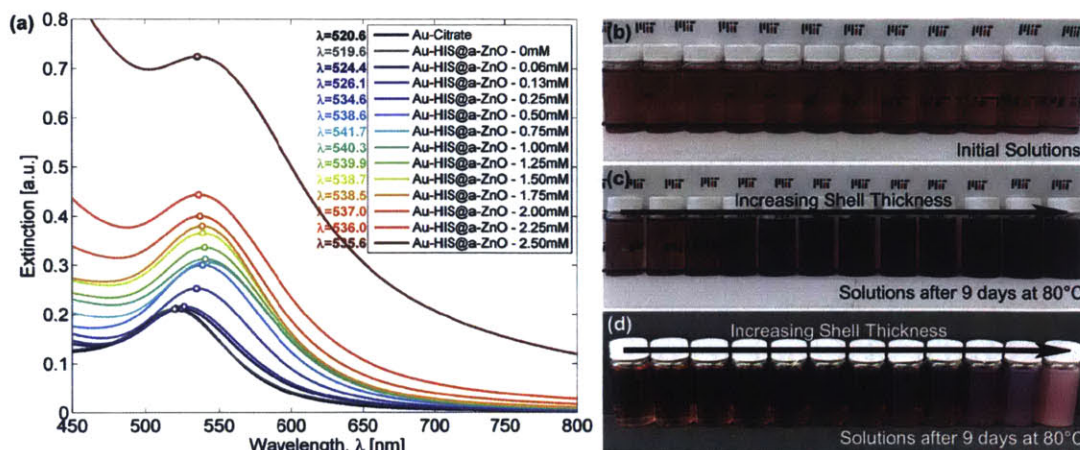 (a)
0.8
0.7
0.6
0.5
0.4
0.3
0.2
0.1
0
Extinction [a.u.]
450 500 550 600 650 700 750 800
Wavelength, λ [nm]
λ=520.6 Au-Citrate
λ=519.6 Au-HIS@a-ZnO - 0mM
λ=524.4 Au-HIS@a-ZnO - 0.06mM
λ=526.1 Au-HIS@a-ZnO - 0.13mM
λ=534.6 Au-HIS@a-ZnO - 0.25mM
λ=538.6 Au-HIS@a-ZnO - 0.50mM
λ=541.7 Au-HIS@a-ZnO - 0.75mM
λ=540.3 Au-HIS@a-ZnO - 1.00mM
λ=539.9 Au-HIS@a-ZnO - 1.25mM
λ=538.7 Au-HIS@a-ZnO - 1.50mM
λ=538.5 Au-HIS@a-ZnO - 1.75mM
λ=537.0 Au-HIS@a-ZnO - 2.00mM
λ=536.0 Au-HIS@a-ZnO - 2.25mM
λ=535.6 Au-HIS@a-ZnO - 2.50mM
(b)
Initial Solutions
(c)
Increasing Shell Thickness
Solutions after 9 days at 80°C
(d)
Increasing Shell Thickness
Solutions after 9 days at 80°C